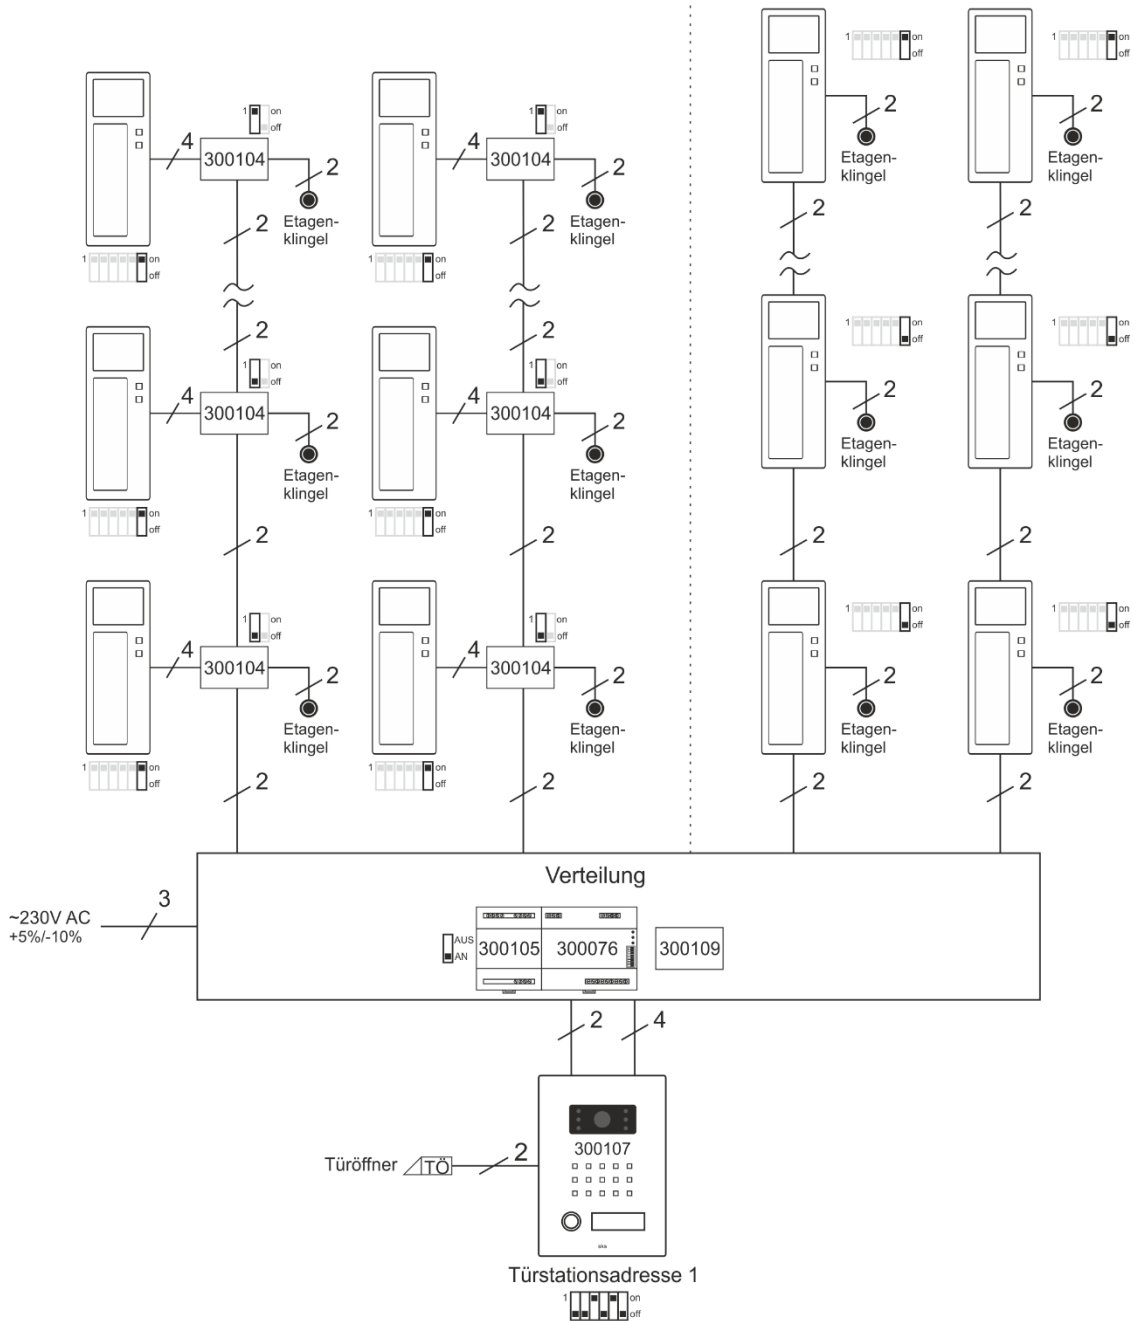 1 on
off
1 on
off
2
2
Etagen-
klingel
Etagen-
klingel
1 on
off
1 on
off
4
300104
2
4
300104
2
Etagen-
klingel
Etagen-
klingel
2
2
2
2
1 on
off
1 on
off
2
2
1 on
off
1 on
off
1 on
off
1 on
off
4
300104
2
4
300104
2
2
2
Etagen-
klingel
Etagen-
klingel
Etagen-
klingel
Etagen-
klingel
1 on
off
1 on
off
2
2
2
2
1 on
off
1 on
off
1 on
off
1 on
off
4
300104
2
4
300104
2
2
2
Etagen-
klingel
Etagen-
klingel
Etagen-
klingel
Etagen-
klingel
1 on
off
1 on
off
2
2
2
2
Verteilung
3
~230V AC
+5%/-10%
AUS
AN
300105
300076
300109
2
4
300107
Türöffner
TÖ
2
Türstationsadresse 1
1 on
off